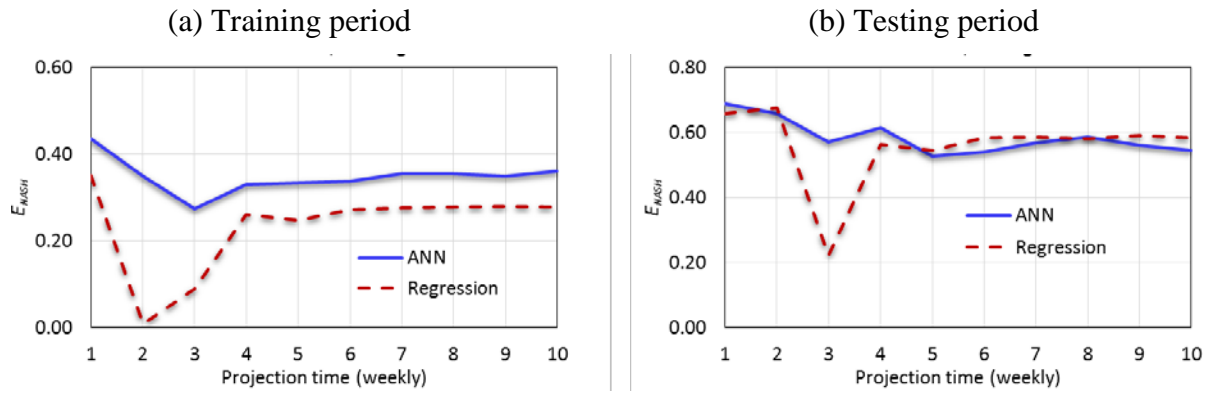 (a) Training period
(b) Testing period
0.60
0.40
0.20
0.00
E_NASH
ANN
Regression
1 2 3 4 5 6 7 8 9 10
Projection time (weekly)
0.80
0.60
0.40
0.20
0.00
E_NASH
ANN
Regression
1 2 3 4 5 6 7 8 9 10
Projection time (weekly)